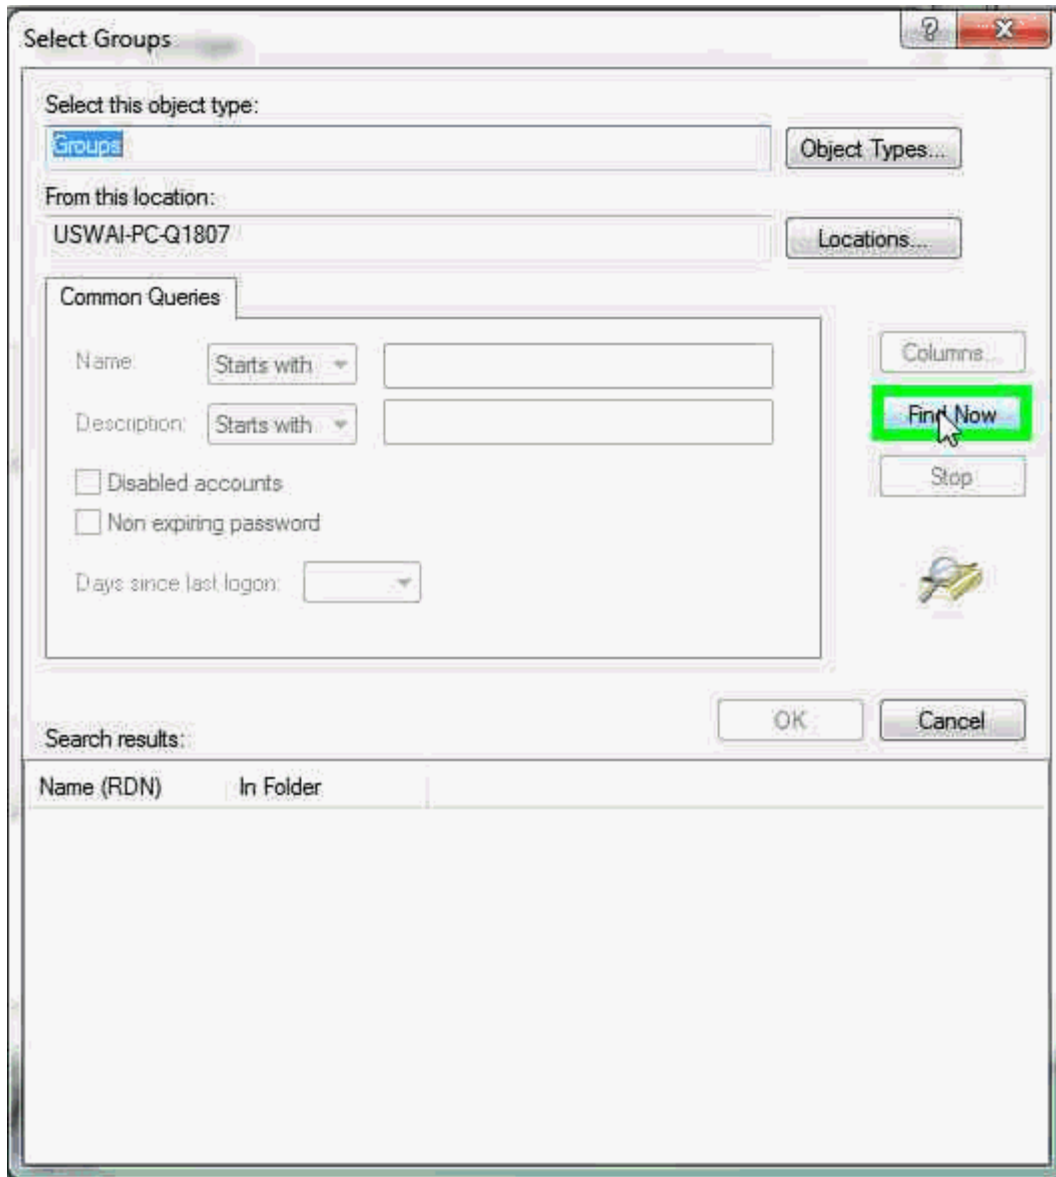 Select Groups
Select this object type:
Groups
Object Types...
From this location:
USWAI-PC-Q1807
Locations...
Common Queries
Name: Starts with
Columns...
Description: Starts with
Find Now
Stop
Disabled accounts
Non expiring password
Days since last logon:
OK Cancel
Search results:
Name (RDN) In Folder